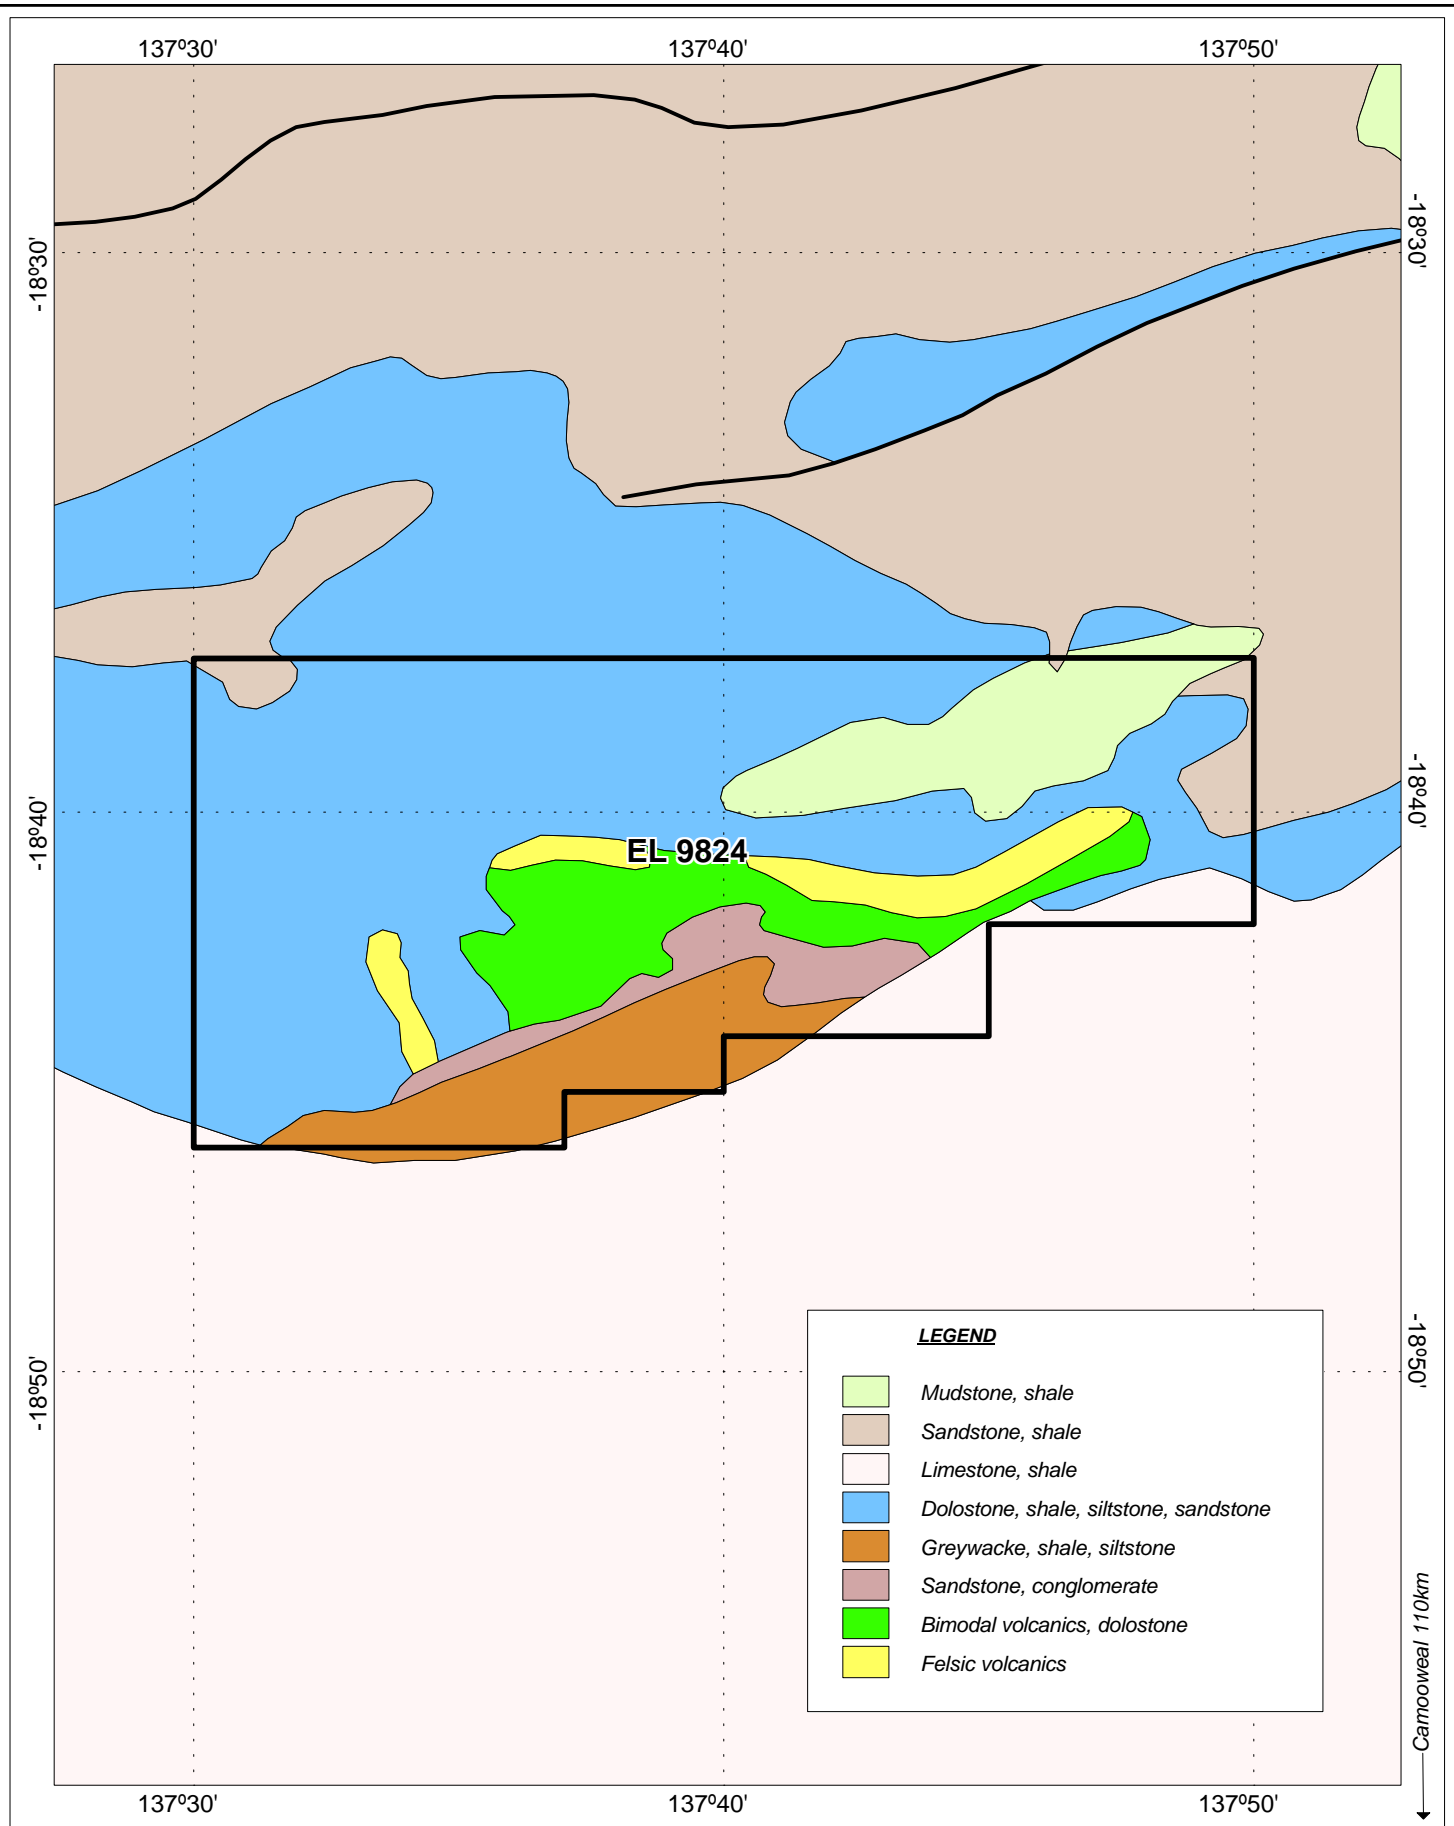 137º30' 137º40' 137º50'
-18º30' -18º30'
-18º40' -18º40'
EL 9824
-18º50' -18º50'
LEGEND
Mudstone, shale
Sandstone, shale
Limestone, shale
Dolostone, shale, siltstone, sandstone
Greywacke, shale, siltstone
Sandstone, conglomerate
Bimodal volcanics, dolostone
Felsic volcanics
Camooweal 110km
137º30' 137º40' 137º50'